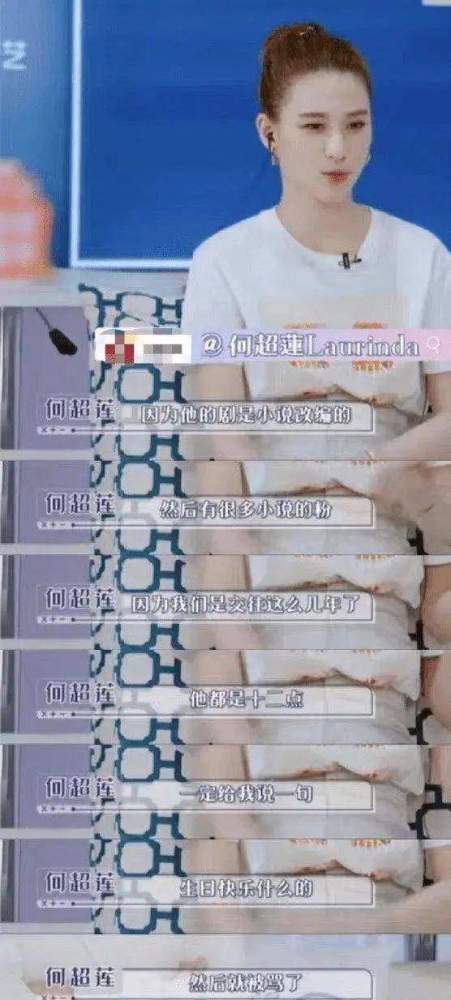 @何超蓮Laurinda
何超莲
因为他的剧是小说改编的
何超莲
然后有很多小说的粉
何超莲
因为我们是交往这么几年了
何超莲
他都是十二点
何超莲
一定给我说一句
何超莲
生日快乐什么的
何超莲
然后就被骂了